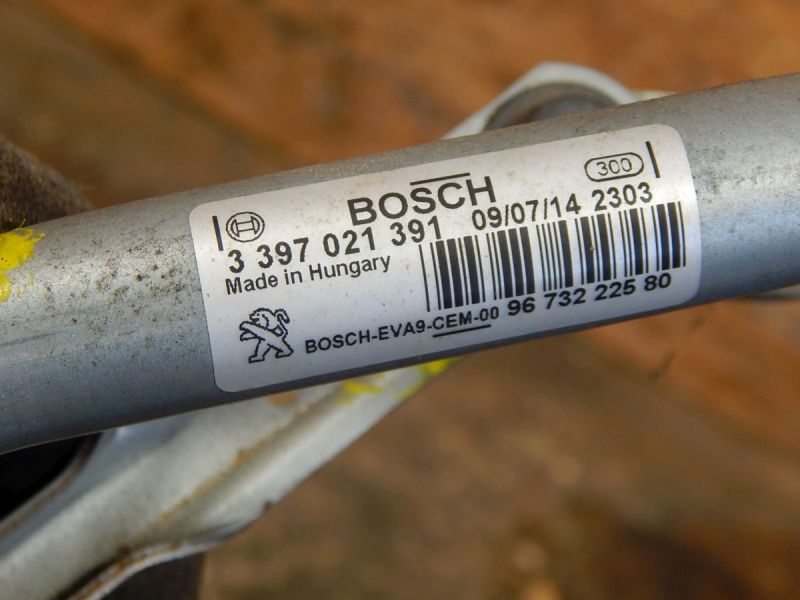 BOSCH 300
3 397 021 391 09/07/14 2303
Made in Hungary
BOSCH-EVA9-CEM-00 96 732 225 80